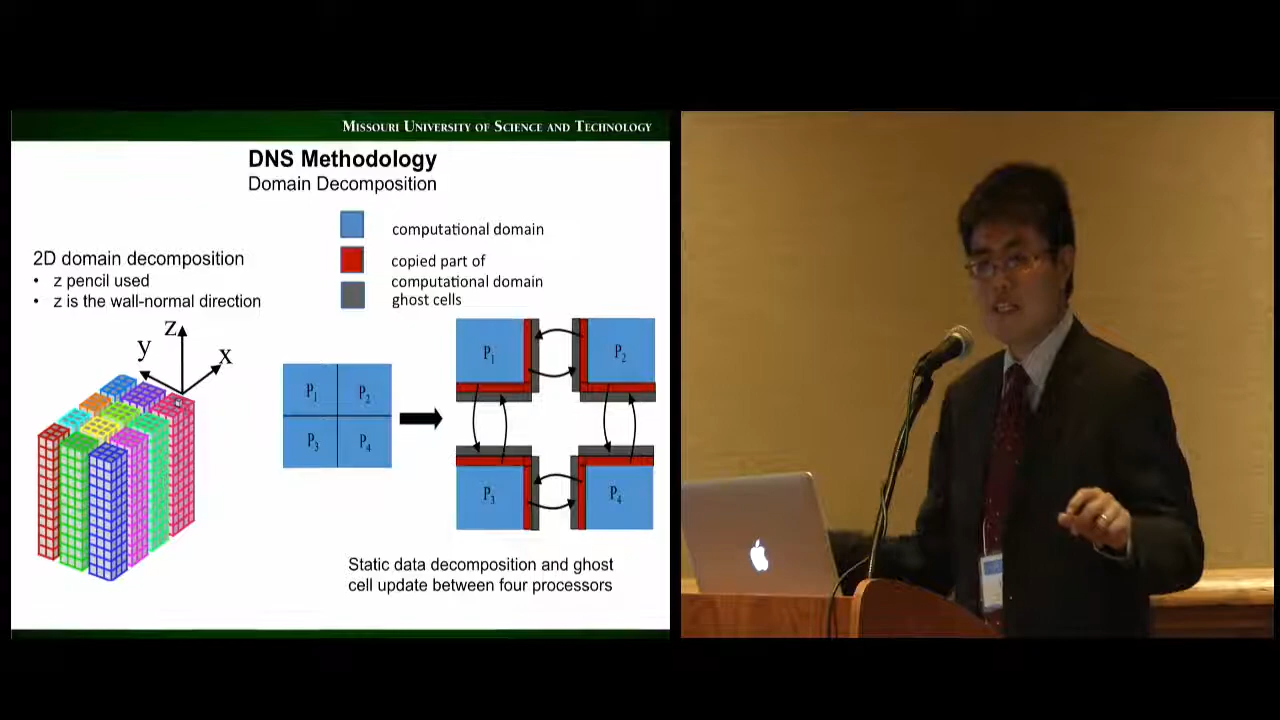 MISSOURI UNIVERSITY OF SCIENCE AND TECHNOLOGY
DNS Methodology
Domain Decomposition
computational domain
copied part of
computational domain
ghost cells
2D domain decomposition
• z pencil used
• z is the wall-normal direction
z
y
x
P1 P2
P3 P4
P1 P2
P3 P4
Static data decomposition and ghost
cell update between four processors